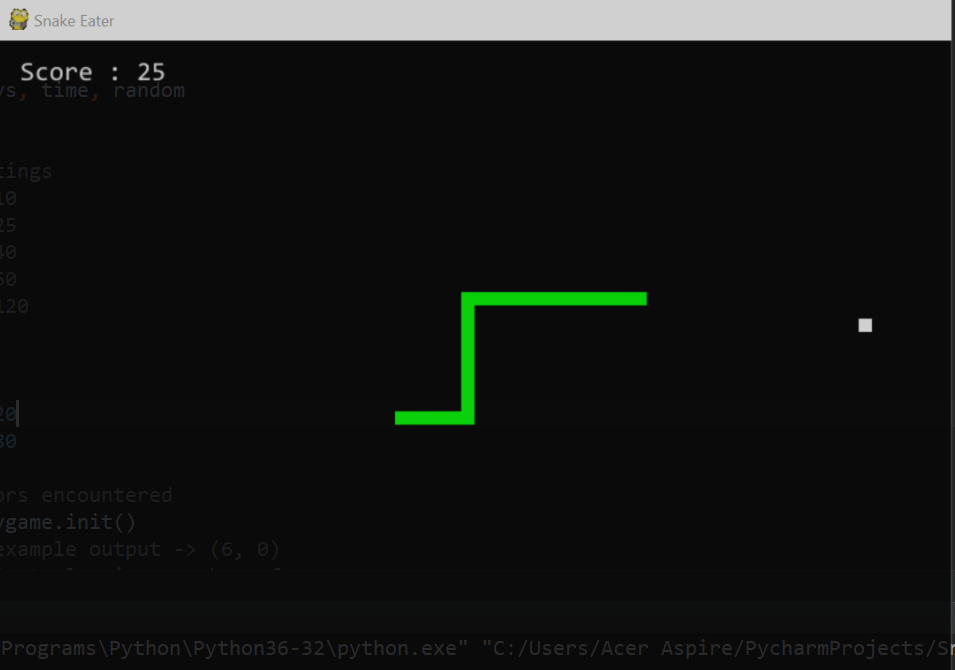 Snake Eater
Score : 25
ys, time, random
tings
10
25
40
60
120
20
80
ors encountered
ygame.init()
example output -> (6, 0)
Programs\Python\Python36-32\python.exe" "C:/Users/Acer Aspire/PycharmProjects/Sn